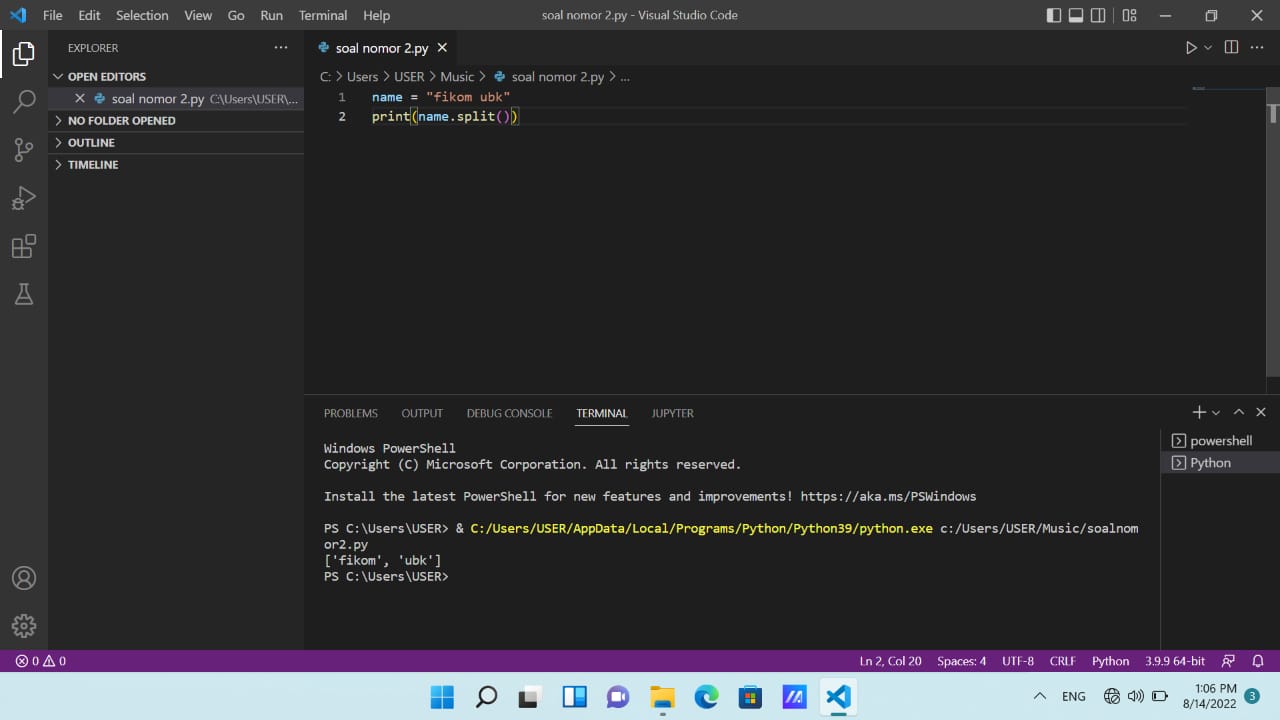 File Edit Selection View Go Run Terminal Help
soal nomor 2.py - Visual Studio Code
EXPLORER
OPEN EDITORS
soal nomor 2.py C:\Users\USER\...
NO FOLDER OPENED
OUTLINE
TIMELINE
soal nomor 2.py
C: > Users > USER > Music > soal nomor 2.py > ...
1 name = "fikom ubk"
2 print(name.split())
PROBLEMS OUTPUT DEBUG CONSOLE TERMINAL JUPYTER
powershell
Python
Windows PowerShell
Copyright (C) Microsoft Corporation. All rights reserved.
Install the latest PowerShell for new features and improvements! https://aka.ms/PSWindows
PS C:\Users\USER> & C:/Users/USER/AppData/Local/Programs/Python/Python39/python.exe c:/Users/USER/Music/soalnom
or2.py
['fikom', 'ubk']
PS C:\Users\USER>
0 0
Ln 2, Col 20 Spaces: 4 UTF-8 CRLF Python 3.9.9 64-bit
ENG
1:06 PM
8/14/2022
3